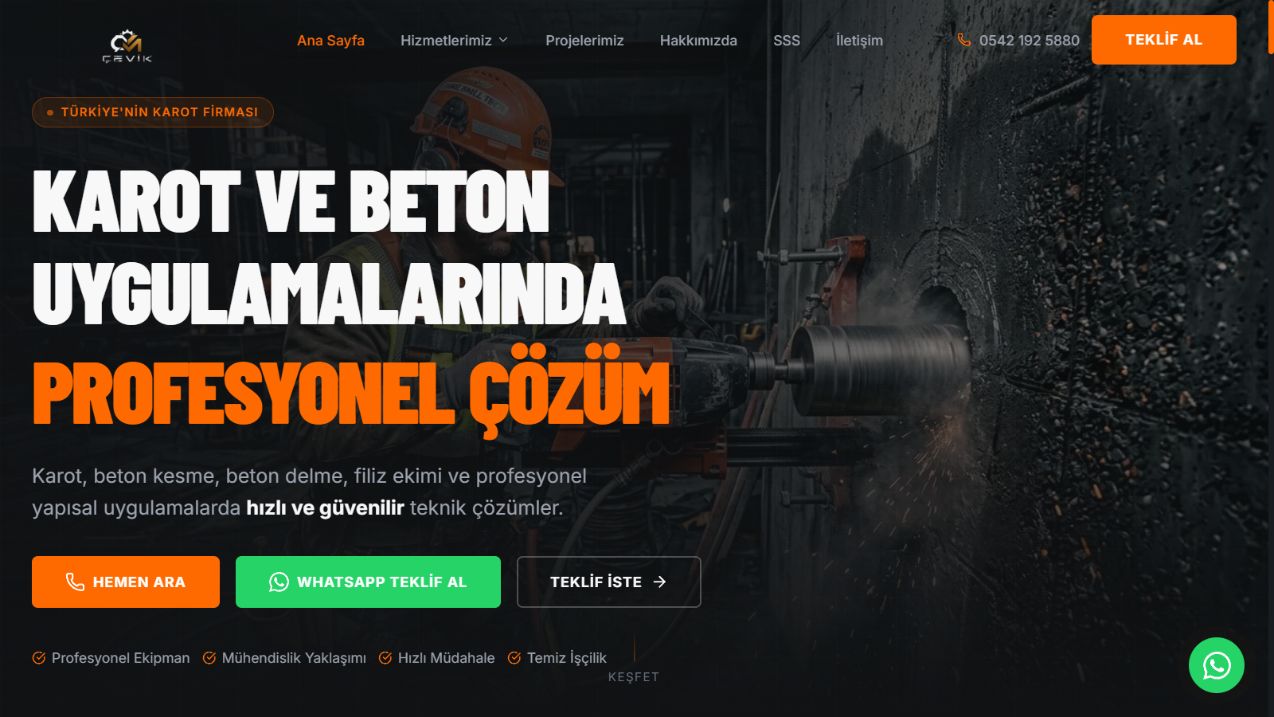 ÇEVİK
Ana Sayfa
Hizmetlerimiz
Projelerimiz
Hakkımızda
SSS
İletişim
0542 192 5880
TEKLİF AL
TÜRKİYE'NİN KAROT FİRMASI
KAROT VE BETON
UYGULAMALARINDA
PROFESYONEL ÇÖZÜM
Karot, beton kesme, beton delme, filiz ekimi ve profesyonel
yapısal uygulamalarda hızlı ve güvenilir teknik çözümler.
HEMEN ARA
WHATSAPP TEKLİF AL
TEKLİF İSTE
Profesyonel Ekipman
Mühendislik Yaklaşımı
Hızlı Müdahale
Temiz İşçilik
KEŞFET